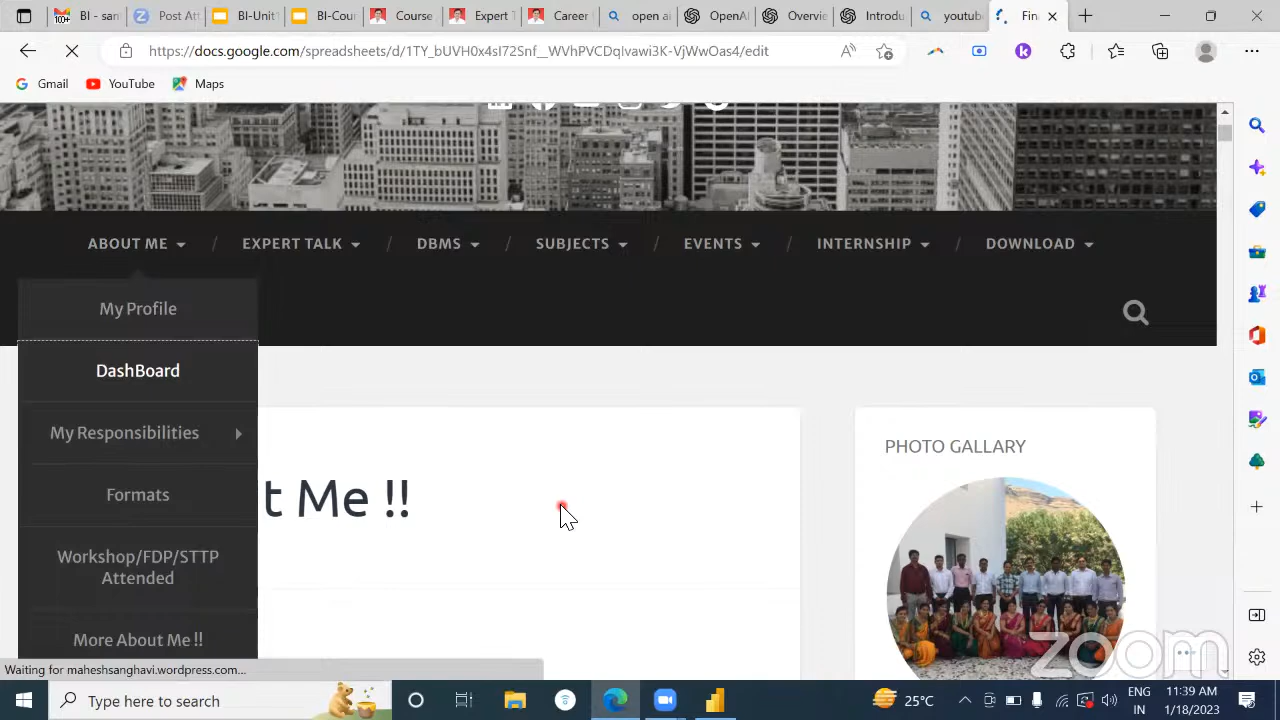 BI- san
Post Att
BI-Unit
BI-Cou
Course
Expert T
Career
open ai
OpenAI
Overvie
Introdu
youtub
Fin
https://docs.google.com/spreadsheets/d/1TY_bUVH0x4sI72Snf__WVhPVCDqlvawi3K-VjWwOas4/edit
Gmail
YouTube
Maps
ABOUT ME / EXPERT TALK / DBMS / SUBJECTS / EVENTS / INTERNSHIP / DOWNLOAD
My Profile
DashBoard
My Responsibilities
Formats
Workshop/FDP/STTP
Attended
More About Me !!
t Me !!
PHOTO GALLARY
zoom
Waiting for maheshsanghavi.wordpress.com...
Type here to search
25°C
ENG
IN
11:39 AM
1/18/2023